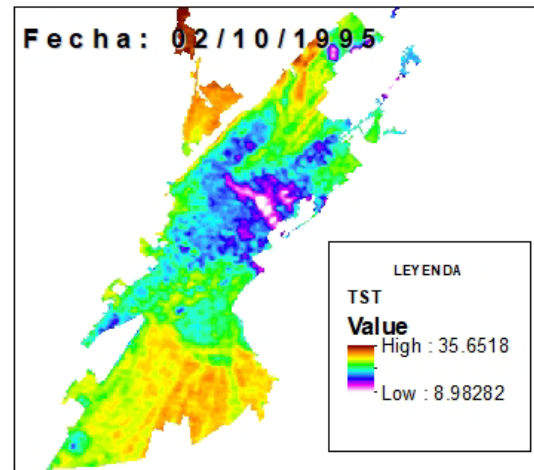 Fecha: 02/10/1995
LEYENDA
TST
Value
High : 35.6518
Low : 8.98282